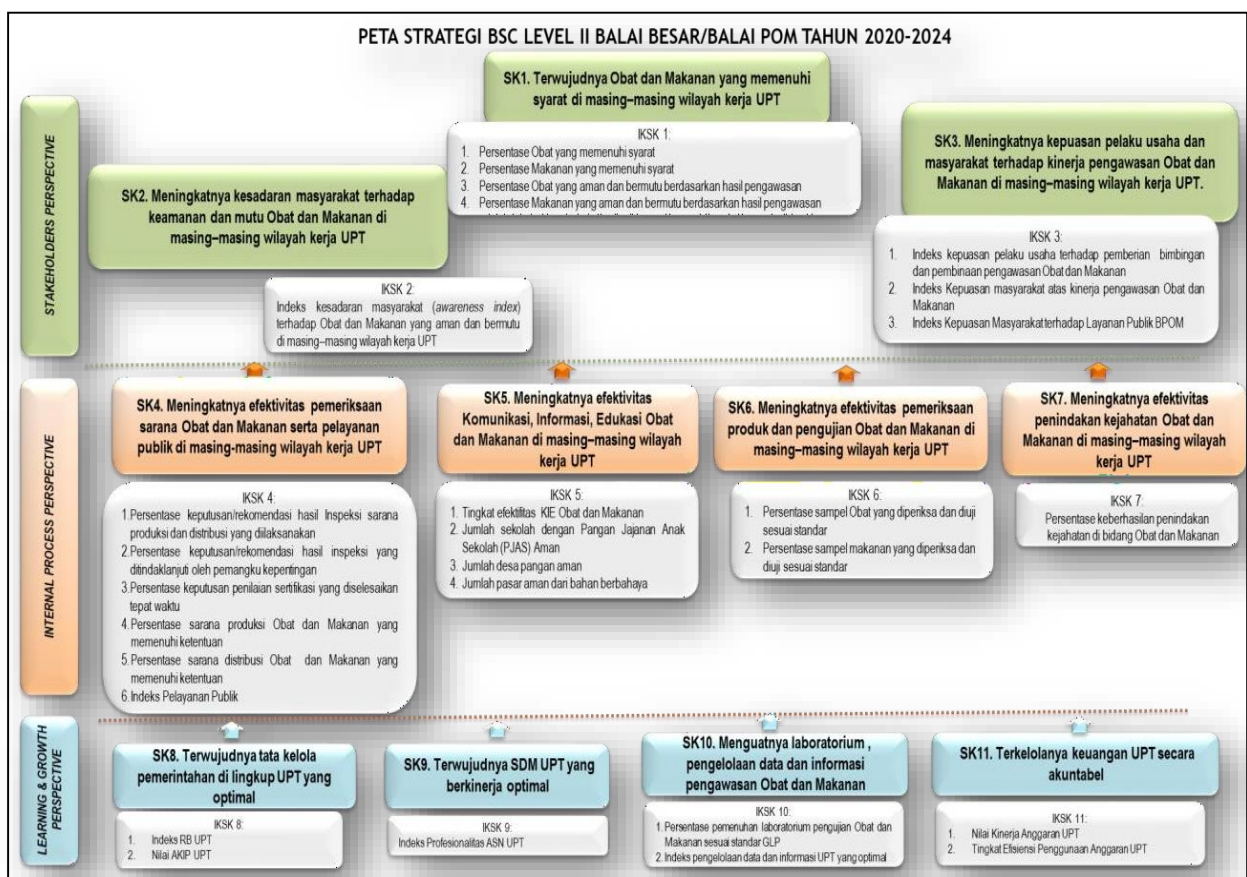 PETA STRATEGI BSC LEVEL II BALAI BESAR/BALAI POM TAHUN 2020-2024
STAKEHOLDERS PERSPECTIVE
SK1. Terwujudnya Obat dan Makanan yang memenuhi
syarat di masing–masing wilayah kerja UPT
IKSK 1:
1. Persentase Obat yang memenuhi syarat
2. Persentase Makanan yang memenuhi syarat
3. Persentase Obat yang aman dan bermutu berdasarkan hasil pengawasan
4. Persentase Makanan yang aman dan bermutu berdasarkan hasil pengawasan
SK2. Meningkatnya kesadaran masyarakat terhadap
keamanan dan mutu Obat dan Makanan di
masing–masing wilayah kerja UPT
IKSK 2:
Indeks kesadaran masyarakat (awareness index)
terhadap Obat dan Makanan yang aman dan bermutu
di masing–masing wilayah kerja UPT
SK3. Meningkatnya kepuasan pelaku usaha dan
masyarakat terhadap kinerja pengawasan Obat dan
Makanan di masing–masing wilayah kerja UPT.
IKSK 3:
1. Indeks kepuasan pelaku usaha terhadap pemberian bimbingan
dan pembinaan pengawasan Obat dan Makanan
2. Indeks Kepuasan masyarakat atas kinerja pengawasan Obat dan
Makanan
3. Indeks Kepuasan Masyarakat terhadap Layanan Publik BPOM
INTERNAL PROCESS PERSPECTIVE
SK4. Meningkatnya efektivitas pemeriksaan
sarana Obat dan Makanan serta pelayanan
publik di masing-masing wilayah kerja UPT
IKSK 4:
1.Persentase keputusan/rekomendasi hasil Inspeksi sarana
produksi dan distribusi yang dilaksanakan
2.Persentase keputusan/rekomendasi hasil inspeksi yang
ditindaklanjuti oleh pemangku kepentingan
3.Persentase keputusan penilaian sertifikasi yang diselesaikan
tepat waktu
4.Persentase sarana produksi Obat dan Makanan yang
memenuhi ketentuan
5.Persentase sarana distribusi Obat dan Makanan yang
memenuhi ketentuan
6.Indeks Pelayanan Publik
SK5. Meningkatnya efektivitas
Komunikasi, Informasi, Edukasi Obat
dan Makanan di masing–masing wilayah
kerja UPT
IKSK 5:
1. Tingkat efektifitas KIE Obat dan Makanan
2. Jumlah sekolah dengan Pangan Jajanan Anak
Sekolah (PJAS) Aman
3. Jumlah desa pangan aman
4. Jumlah pasar aman dan bahan berbahaya
SK6. Meningkatnya efektivitas pemeriksaan
produk dan pengujian Obat dan Makanan di
masing–masing wilayah kerja UPT
IKSK 6:
1. Persentase sampel Obat yang diperiksa dan diuji
sesuai standar
2. Persentase sampel makanan yang diperiksa dan
diuji sesuai standar
SK7. Meningkatnya efektivitas
penindakan kejahatan Obat dan
Makanan di masing–masing wilayah
kerja UPT
IKSK 7:
Persentase keberhasilan penindakan
kejahatan di bidang Obat dan Makanan
LEARNING & GROWTH PERSPECTIVE
SK8. Terwujudnya tata kelola
pemerintahan di lingkup UPT yang
optimal
IKSK 8:
1. Indeks RB UPT
2. Nilai AKIP UPT
SK9. Terwujudnya SDM UPT yang
berkinerja optimal
IKSK 9:
Indeks Profesionalitas ASN UPT
SK10. Menguatnya laboratorium ,
pengelolaan data dan informasi
pengawasan Obat dan Makanan
IKSK 10:
1.Persentase pemenuhan laboratorium pengujian Obat dan
Makanan sesuai standar GLP
2.Indeks pengelolaan data dan informasi UPT yang optimal
SK11. Terkelolanya keuangan UPT secara
akuntabel
IKSK 11:
1. Nilai Kinerja Anggaran UPT
2. Tingkat Efisiensi Penggunaan Anggaran UPT